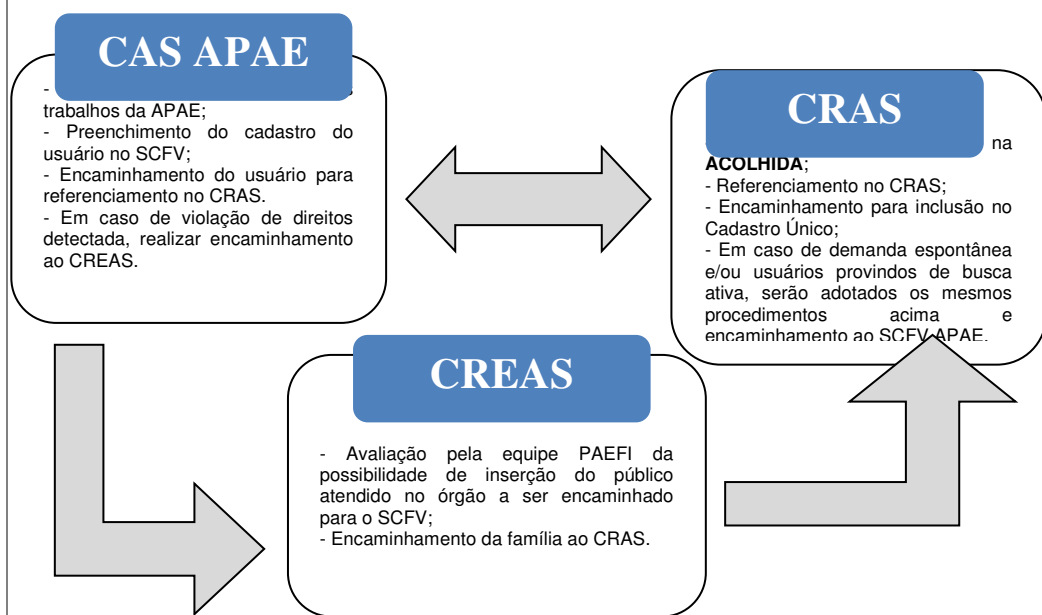 CAS APAE
-
trabalhos da APAE;
- Preenchimento do cadastro do
usuário no SCFV;
- Encaminhamento do usuário para
referenciamento no CRAS.
- Em caso de violação de direitos
detectada, realizar encaminhamento
ao CREAS.
CRAS
na
ACOLHIDA;
- Referenciamento no CRAS;
- Encaminhamento para inclusão no
Cadastro Único;
- Em caso de demanda espontânea
e/ou usuários provindos de busca
ativa, serão adotados os mesmos
procedimentos acima e
encaminhamento ao SCFV APAE.
CREAS
- Avaliação pela equipe PAEFI da
possibilidade de inserção do público
atendido no órgão a ser encaminhado
para o SCFV;
- Encaminhamento da família ao CRAS.